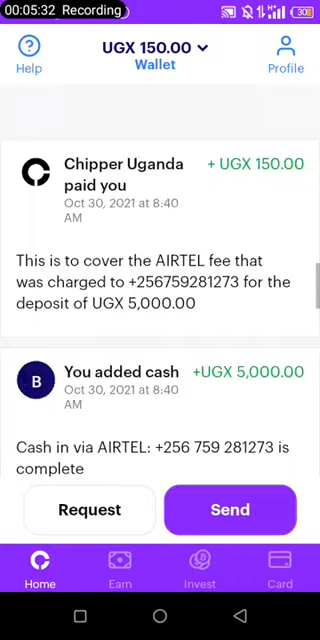 00:05:32 Recording
30
UGX 150.00
Help
Wallet
Profile
Chipper Uganda paid you
+ UGX 150.00
Oct 30, 2021 at 8:40 AM
This is to cover the AIRTEL fee that
was charged to +256759281273 for the
deposit of UGX 5,000.00
B
You added cash
+UGX 5,000.00
Oct 30, 2021 at 8:40 AM
Cash in via AIRTEL: +256 759 281273 is
complete
Request
Send
Home
Earn
Invest
Card